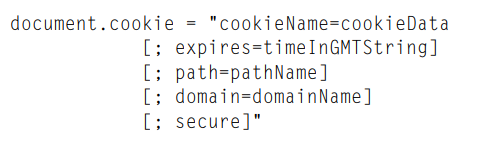 document.cookie = "cookieName=cookieData
[; expires=timeInGMTString]
[; path=pathName]
[; domain=domainName]
[; secure]"